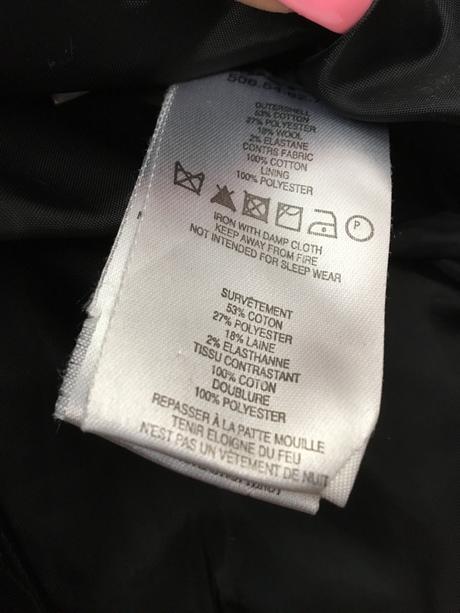 OUTERSHELL
53% COTTON
27% POLYESTER
18% WOOL
2% ELASTANE
CONTRS FABRIC
100% COTTON
LINING
100% POLYESTER
P
IRON WITH DAMP CLOTH
KEEP AWAY FROM FIRE
NOT INTENDED FOR SLEEP WEAR
SURVÊTEMENT
53% COTON
27% POLYESTER
18% LAINE
2% ELASTHANNE
TISSU CONTRASTANT
100% COTON
DOUBLURE
100% POLYESTER
REPASSER À LA PATTE MOUILLE
TENIR ELOIGNE DU FEU
N'EST PAS UN VÊTEMENT DE NUIT